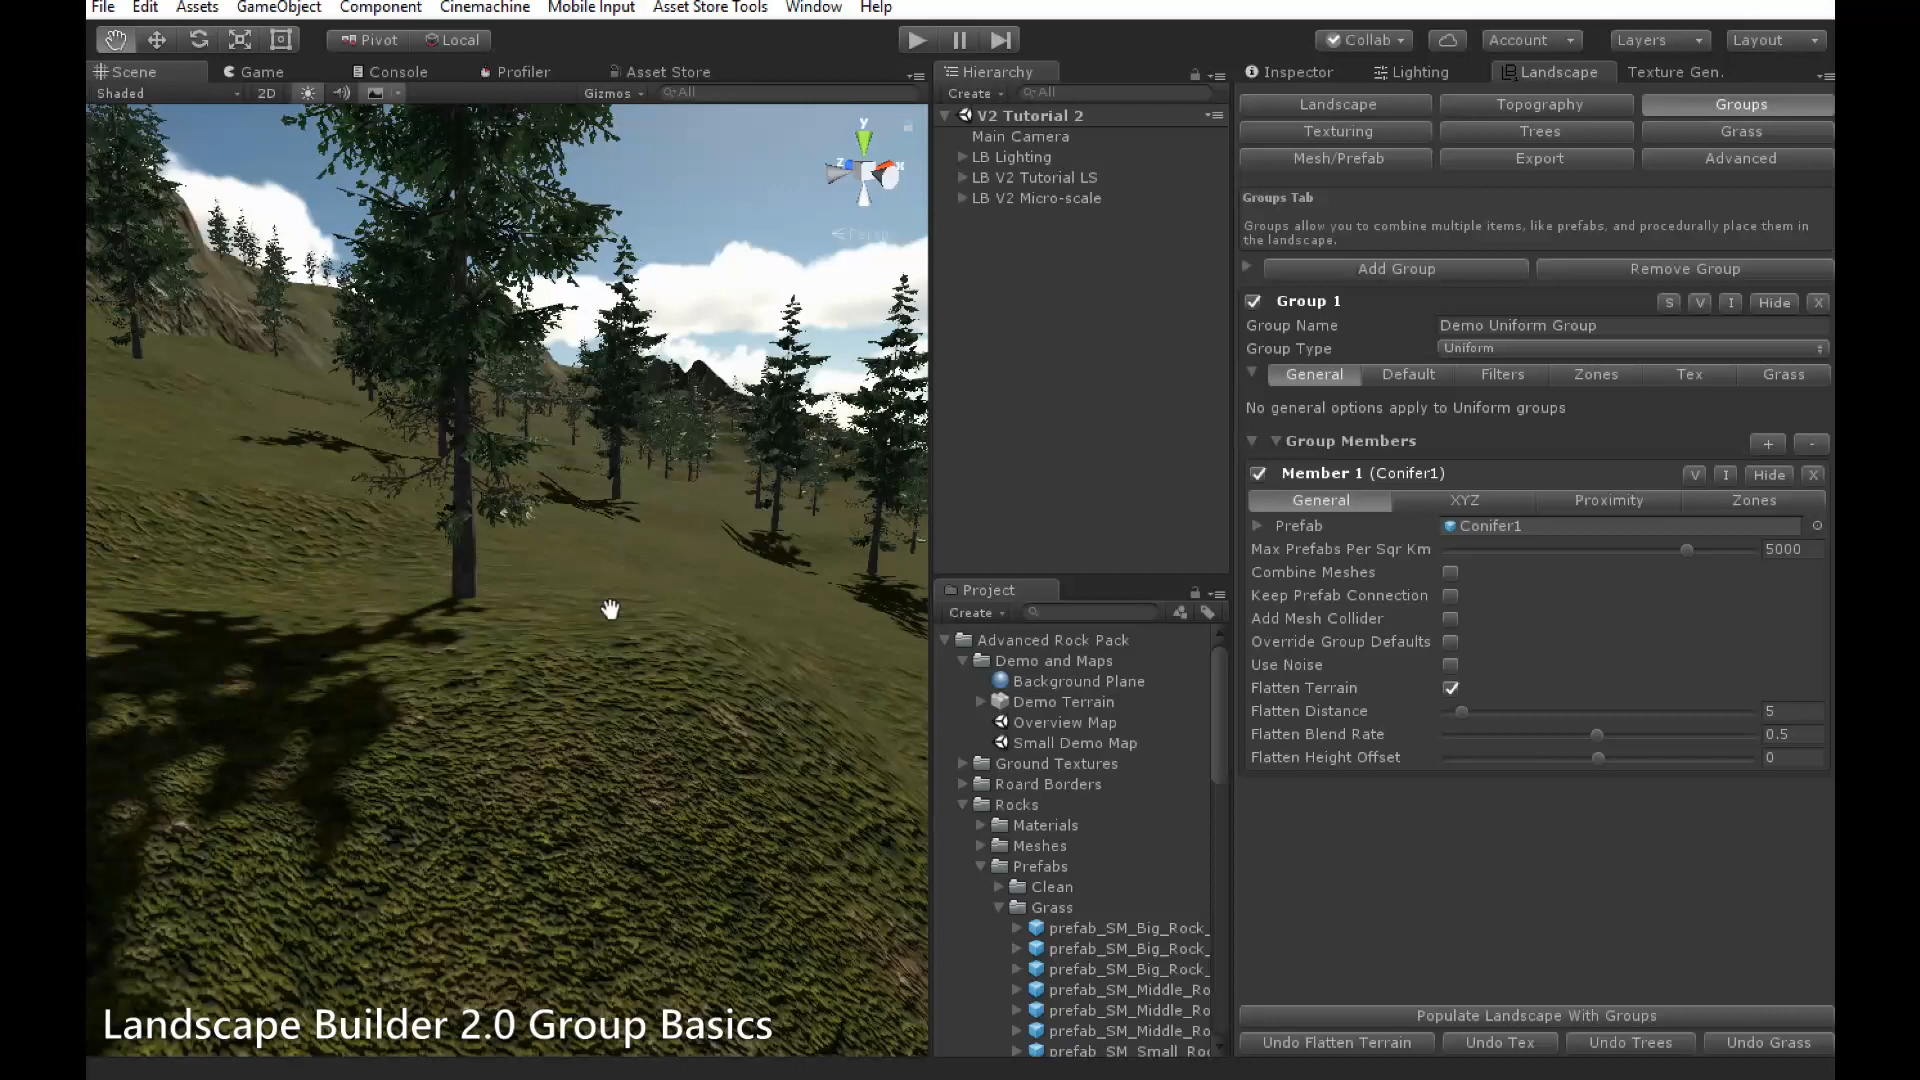 File Edit Assets GameObject Component Cinemachine Mobile Input Asset Store Tools Window Help
Pivot Local Collab Account Layers Layout
Scene Game Console Profiler Asset Store
Shaded 2D Gizmos All
y
z x
Persp
Hierarchy
Create All
V2 Tutorial 2
Main Camera
LB Lighting
LB V2 Tutorial LS
LB V2 Micro-scale
Project
Create
Advanced Rock Pack
Demo and Maps
Background Plane
Demo Terrain
Overview Map
Small Demo Map
Ground Textures
Roard Borders
Rocks
Materials
Meshes
Prefabs
Clean
Grass
prefab_SM_Big_Rock_
prefab_SM_Big_Rock_
prefab_SM_Big_Rock_
prefab_SM_Middle_Ro
prefab_SM_Middle_Ro
prefab_SM_Middle_Ro
prefab_SM_Small_Roc
Inspector Lighting Landscape Texture Gen.
Landscape Topography Groups
Texturing Trees Grass
Mesh/Prefab Export Advanced
Groups Tab
Groups allow you to combine multiple items, like prefabs, and procedurally place them in
the landscape.
Add Group Remove Group
Group 1 S V I Hide X
Group Name Demo Uniform Group
Group Type Uniform
General Default Filters Zones Tex Grass
No general options apply to Uniform groups
Group Members + -
Member 1 (Conifer1) V I Hide X
General XYZ Proximity Zones
Prefab Conifer1
Max Prefabs Per Sqr Km 5000
Combine Meshes
Keep Prefab Connection
Add Mesh Collider
Override Group Defaults
Use Noise
Flatten Terrain
Flatten Distance 5
Flatten Blend Rate 0.5
Flatten Height Offset 0
Populate Landscape With Groups
Undo Flatten Terrain Undo Tex Undo Trees Undo Grass
Landscape Builder 2.0 Group Basics